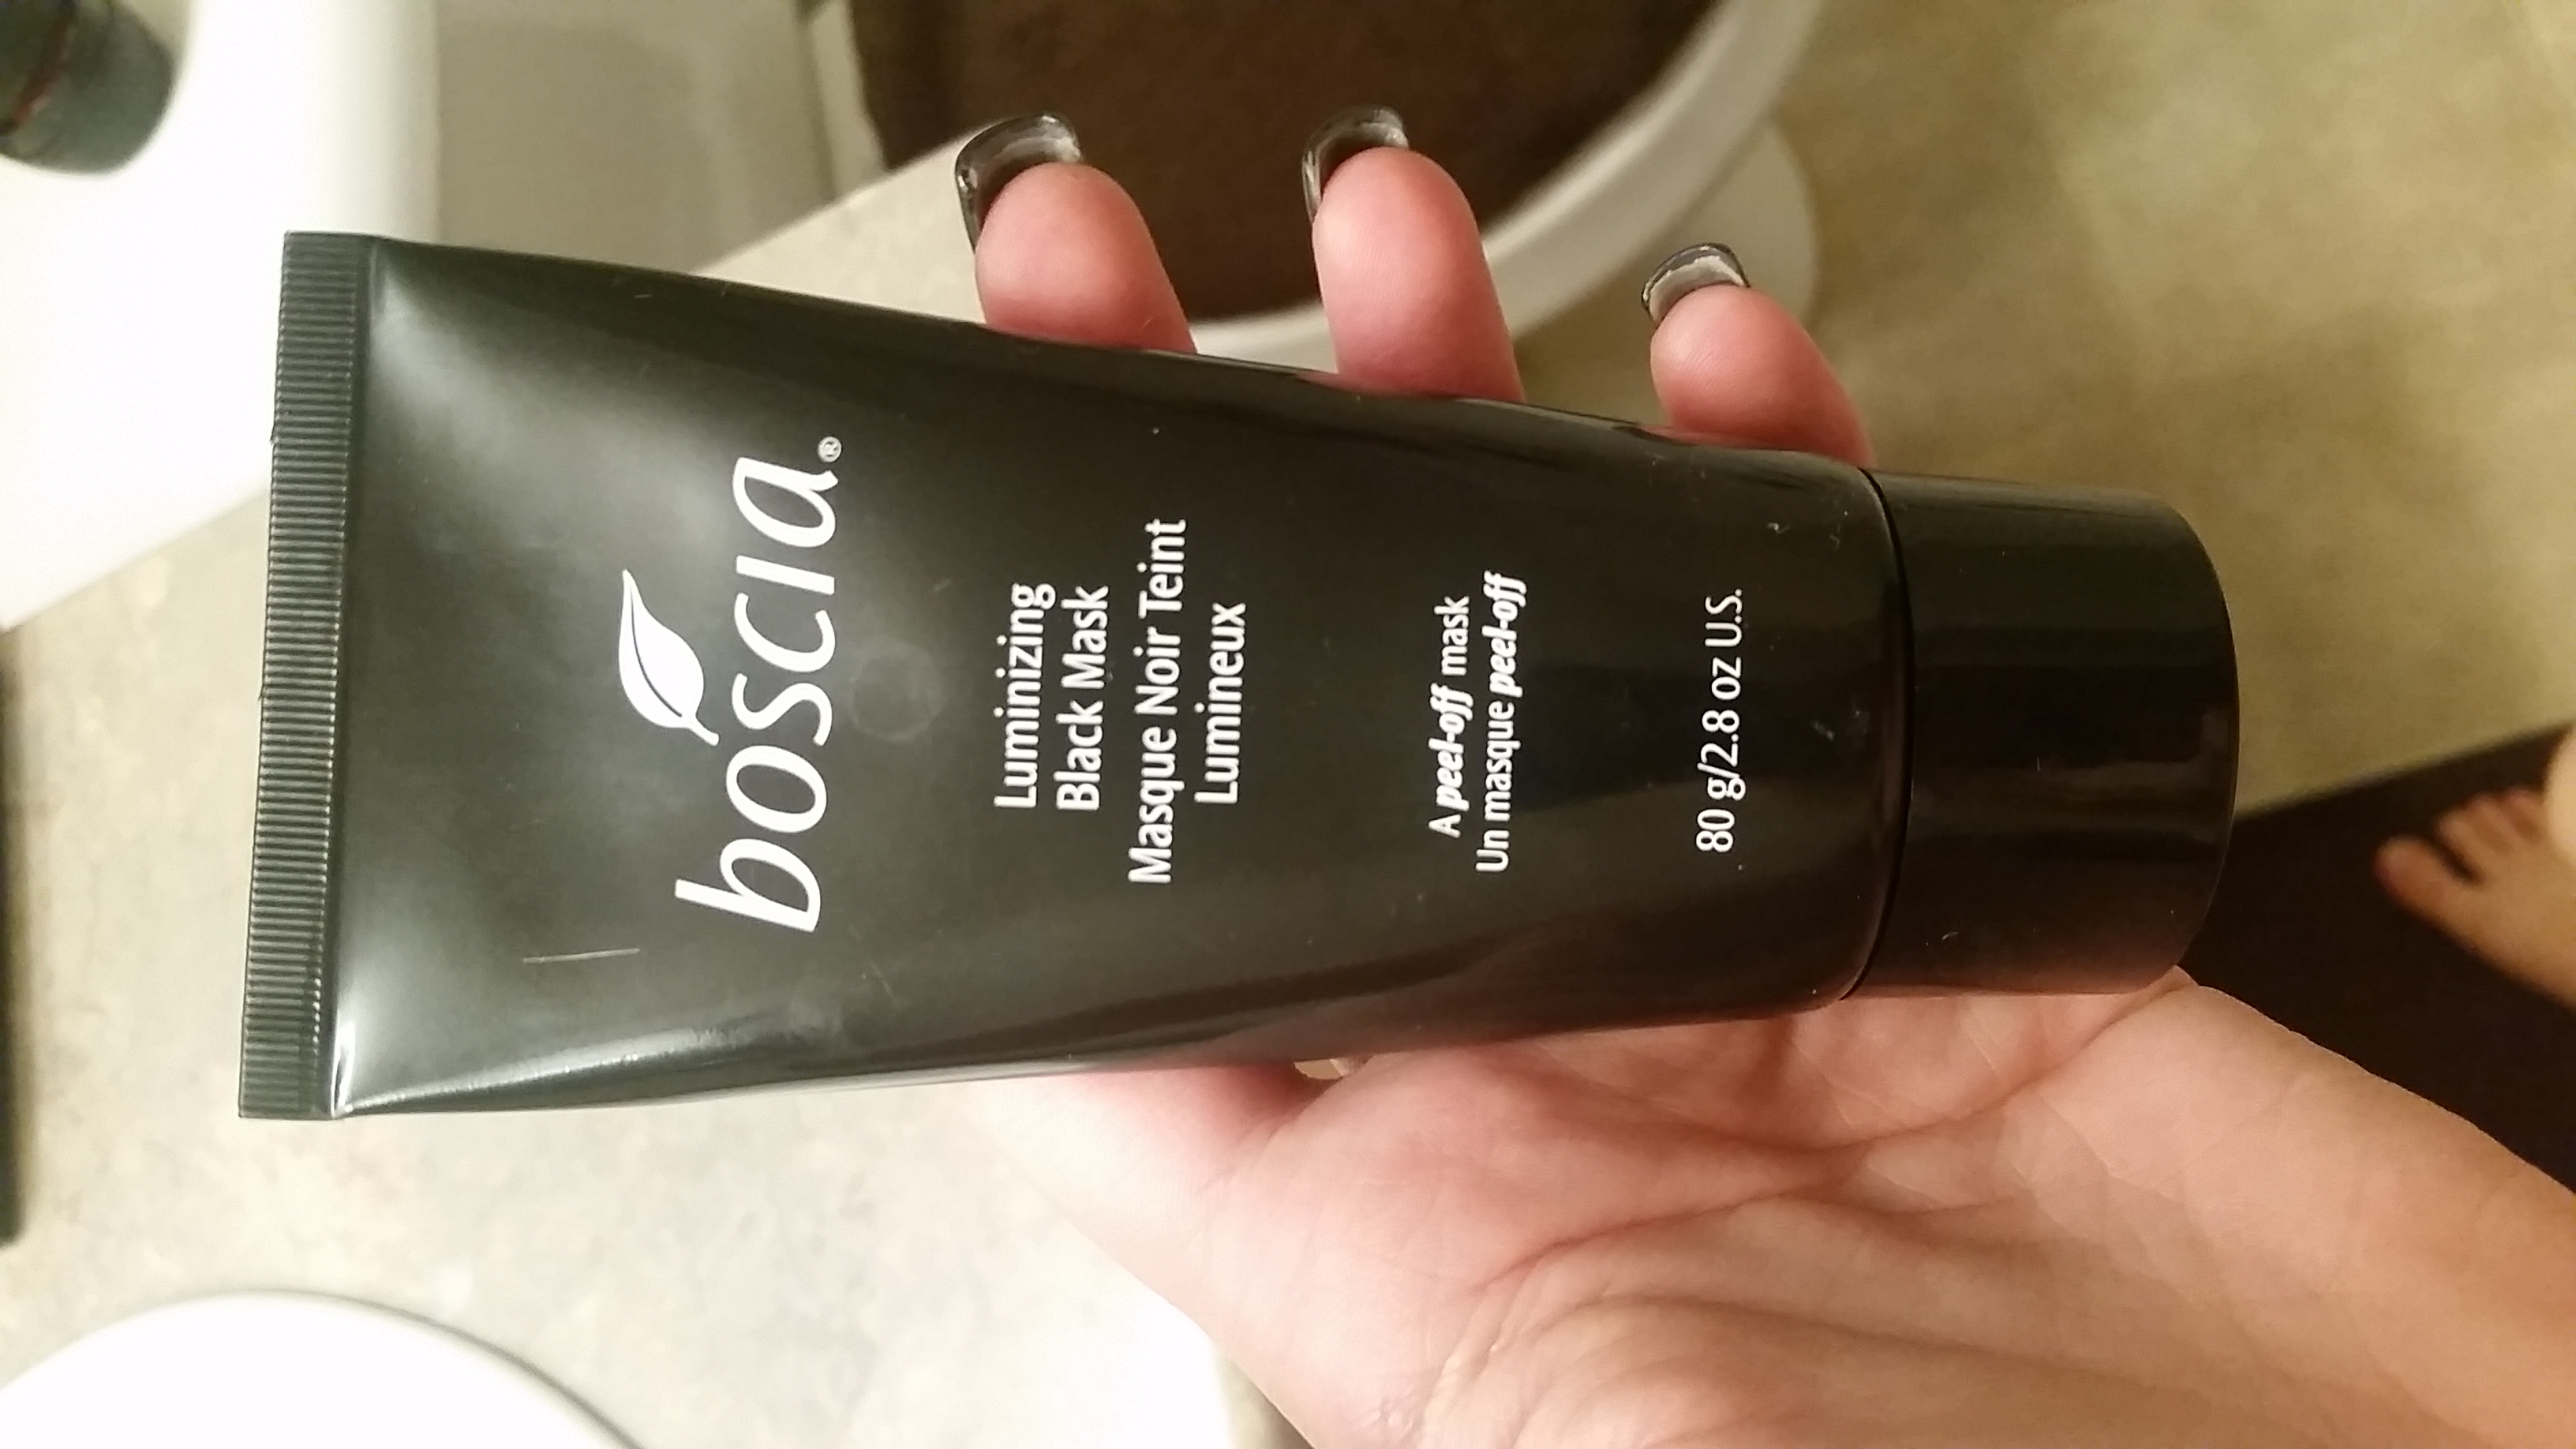 boscia®
Luminizing
Black Mask
Masque Noir Teint
Lumineux
A peel-off mask
Un masque peel-off
80 g/2.8 oz U.S.